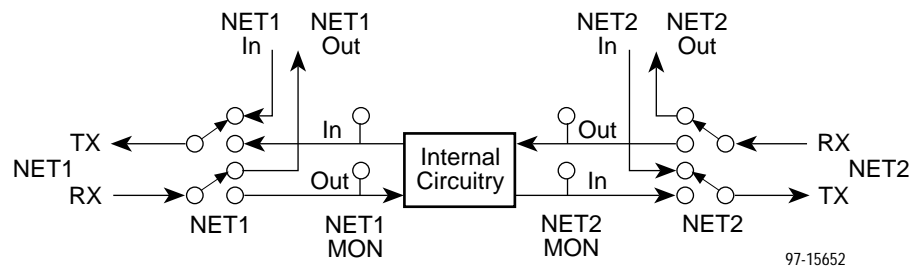 NET1 In
NET1 Out
NET2 In
NET2 Out
TX
In
Out
RX
NET1
Internal Circuitry
NET2
RX
Out
In
TX
NET1
NET1 MON
NET2 MON
NET2
97-15652